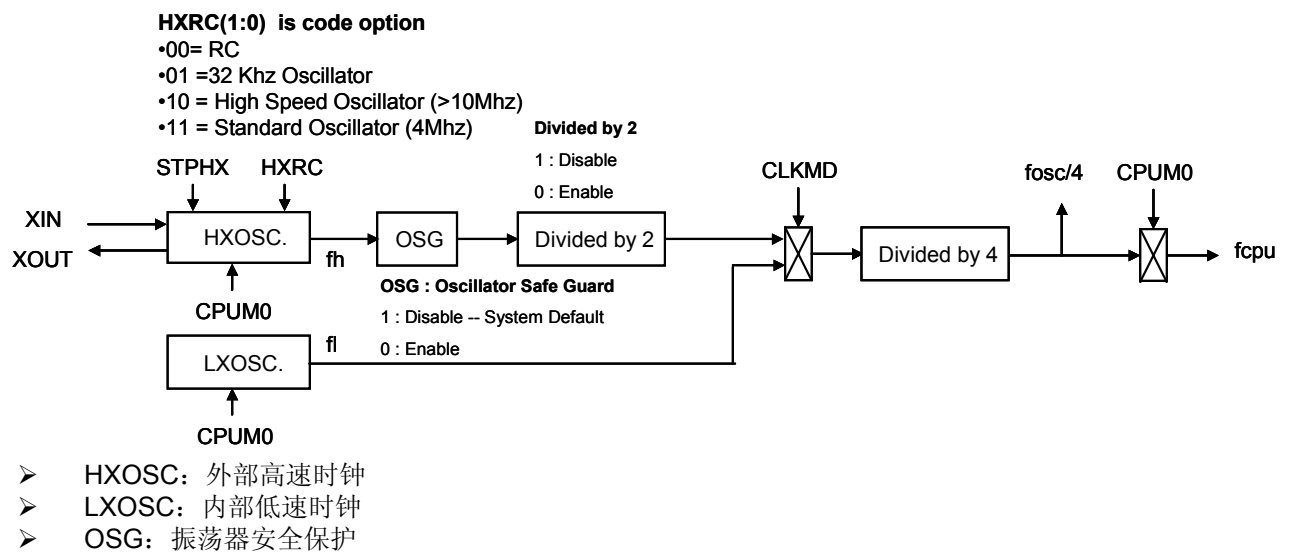 HXRC(1:0) is code option
•00= RC
•01 =32 Khz Oscillator
•10 = High Speed Oscillator (>10Mhz)
•11 = Standard Oscillator (4Mhz)
Divided by 2
1 : Disable
0 : Enable
STPHX
HXRC
CLKMD
fosc/4
CPUM0
XIN
XOUT
HXOSC.
fh
OSG
Divided by 2
Divided by 4
fcpu
CPUM0
OSG : Oscillator Safe Guard
1 : Disable -- System Default
0 : Enable
LXOSC.
fl
CPUM0
➢ HXOSC：外部高速时钟
➢ LXOSC：内部低速时钟
➢ OSG：振荡器安全保护